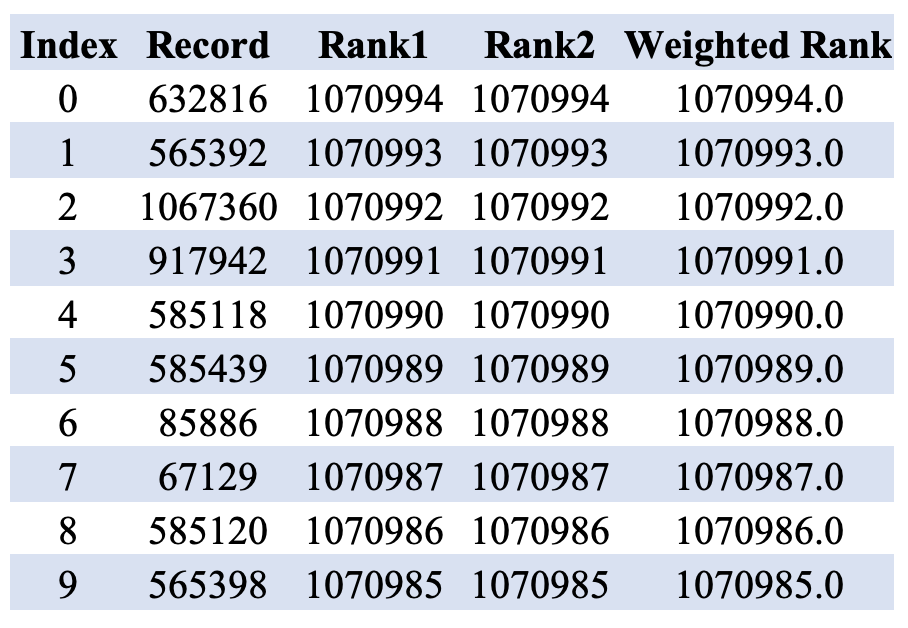 Index Record Rank1 Rank2 Weighted Rank
0 632816 1070994 1070994 1070994.0
1 565392 1070993 1070993 1070993.0
2 1067360 1070992 1070992 1070992.0
3 917942 1070991 1070991 1070991.0
4 585118 1070990 1070990 1070990.0
5 585439 1070989 1070989 1070989.0
6 85886 1070988 1070988 1070988.0
7 67129 1070987 1070987 1070987.0
8 585120 1070986 1070986 1070986.0
9 565398 1070985 1070985 1070985.0